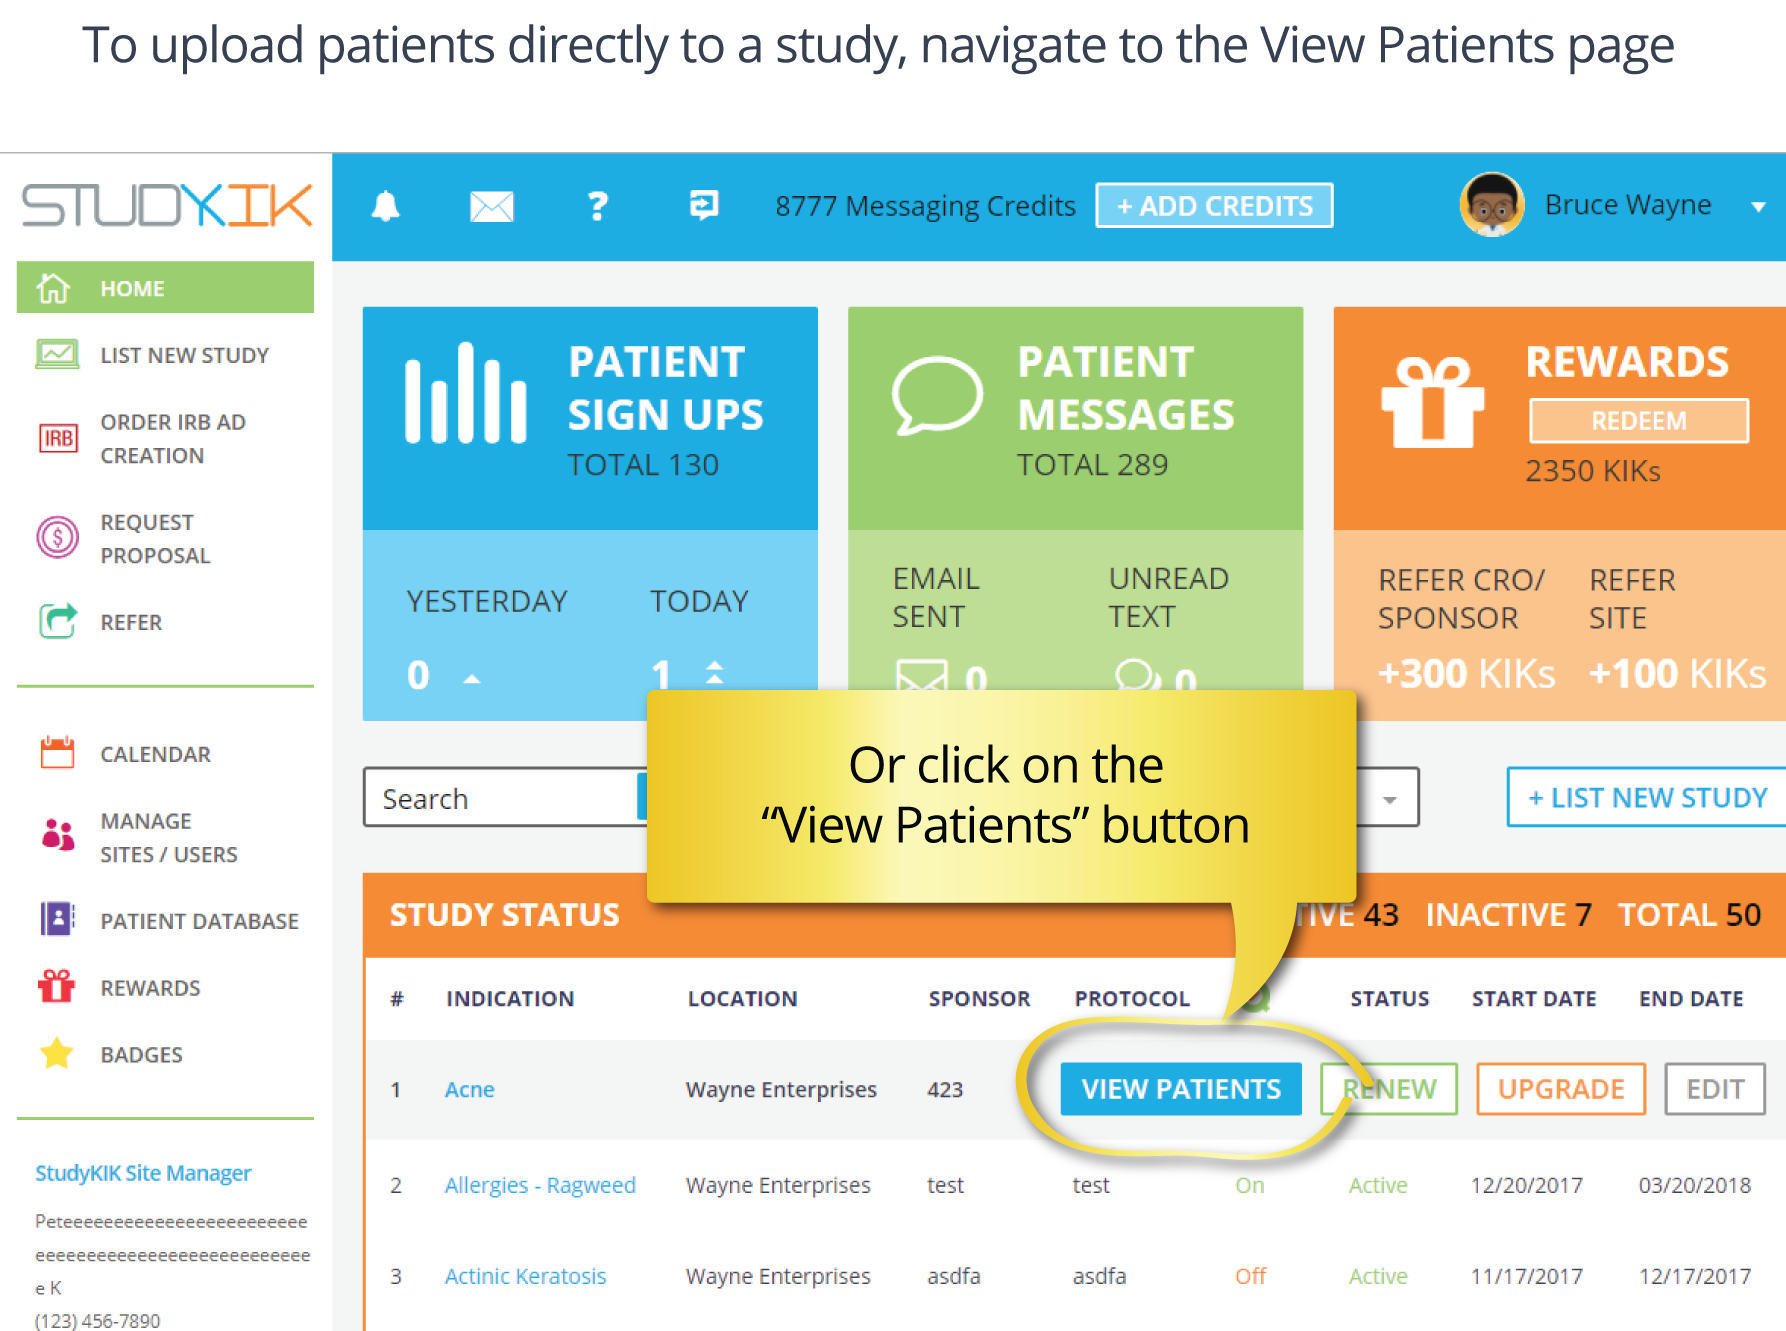 To upload patients directly to a study, navigate to the View Patients page
STUDYKIK
8777 Messaging Credits
+ ADD CREDITS
Bruce Wayne
HOME
LIST NEW STUDY
IRB
ORDER IRB AD
CREATION
$
REQUEST
PROPOSAL
REFER
CALENDAR
MANAGE
SITES / USERS
PATIENT DATABASE
REWARDS
BADGES
StudyKIK Site Manager
Peteeeeeeeeeeeeeeeeeeeeeeee
eeeeeeeeeeeeeeeeeeeeeeeeeee
e K
(123) 456-7890
PATIENT
SIGN UPS
TOTAL 130
YESTERDAY
TODAY
0
1
PATIENT
MESSAGES
TOTAL 289
EMAIL
SENT
UNREAD
TEXT
0
0
REWARDS
REDEEM
2350 KIKs
REFER CRO/
SPONSOR
REFER
SITE
+300 KIKs
+100 KIKs
Search
Or click on the
“View Patients” button
+ LIST NEW STUDY
STUDY STATUS
TIVE 43 INACTIVE 7 TOTAL 50
# INDICATION LOCATION SPONSOR PROTOCOL STATUS START DATE END DATE
1 Acne Wayne Enterprises 423 VIEW PATIENTS RENEW UPGRADE EDIT
2 Allergies - Ragweed Wayne Enterprises test test On Active 12/20/2017 03/20/2018
3 Actinic Keratosis Wayne Enterprises asdfa asdfa Off Active 11/17/2017 12/17/2017